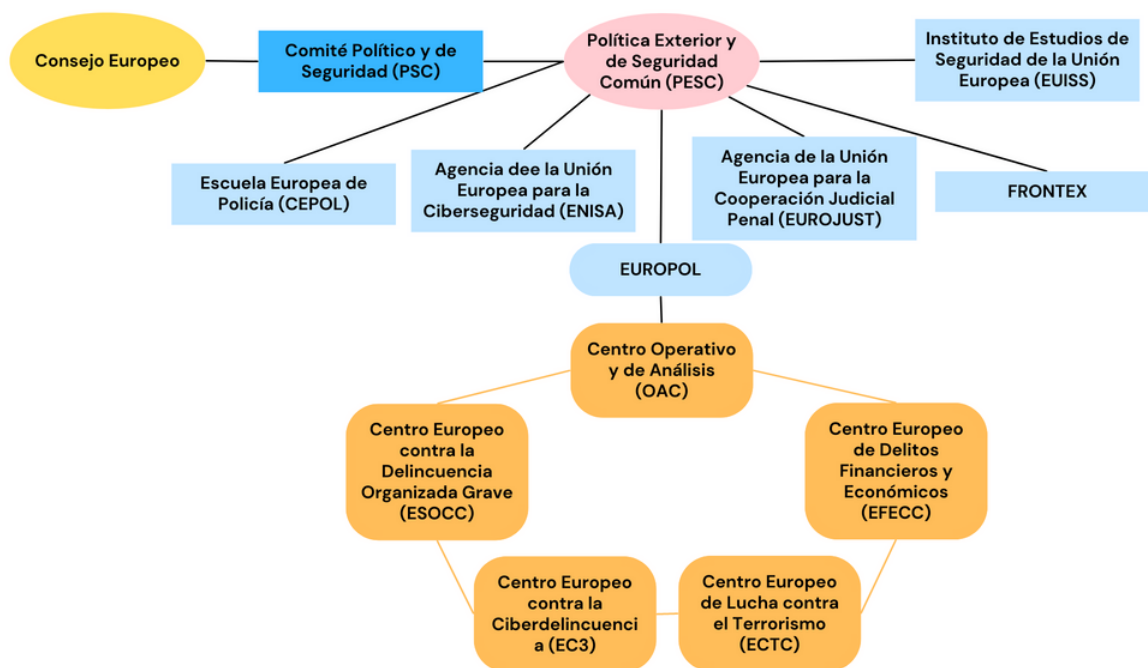 Consejo Europeo
Comité Político y de
Seguridad (PSC)
Política Exterior y
de Seguridad
Común (PESC)
Instituto de Estudios de
Seguridad de la Unión
Europea (EUISS)
Escuela Europea de
Policía (CEPOL)
Agencia dee la Unión
Europea para la
Ciberseguridad (ENISA)
Agencia de la Unión
Europea para la
Cooperación Judicial
Penal (EUROJUST)
FRONTEX
EUROPOL
Centro Operativo
y de Análisis
(OAC)
Centro Europeo
contra la
Delincuencia
Organizada Grave
(ESOCC)
Centro Europeo
de Delitos
Financieros y
Económicos
(EFECC)
Centro Europeo
contra la
Ciberdelincuenci
a (EC3)
Centro Europeo
de Lucha contra
el Terrorismo
(ECTC)